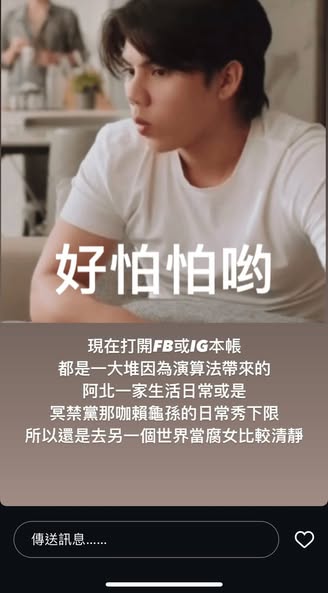 好怕怕喲
現在打開FB或IG本帳
都是一大堆因為演算法帶來的
阿北一家生活日常或是
冥禁黨那咖賴龜孫的日常秀下限
所以還是去另一個世界當腐女比較清靜
傳送訊息......